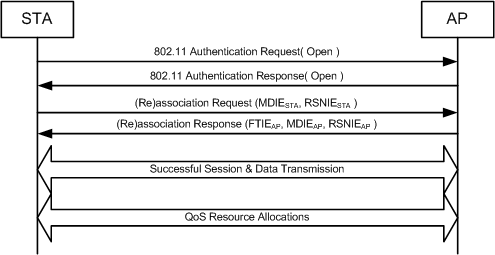 STA
AP
802.11 Authentication Request( Open )
802.11 Authentication Response( Open )
(Re)association Request (MDIESTA, RSNIESTA )
(Re)association Response (FTIEAP, MDIEAP, RSNIEAP )
Successful Session & Data Transmission
QoS Resource Allocations